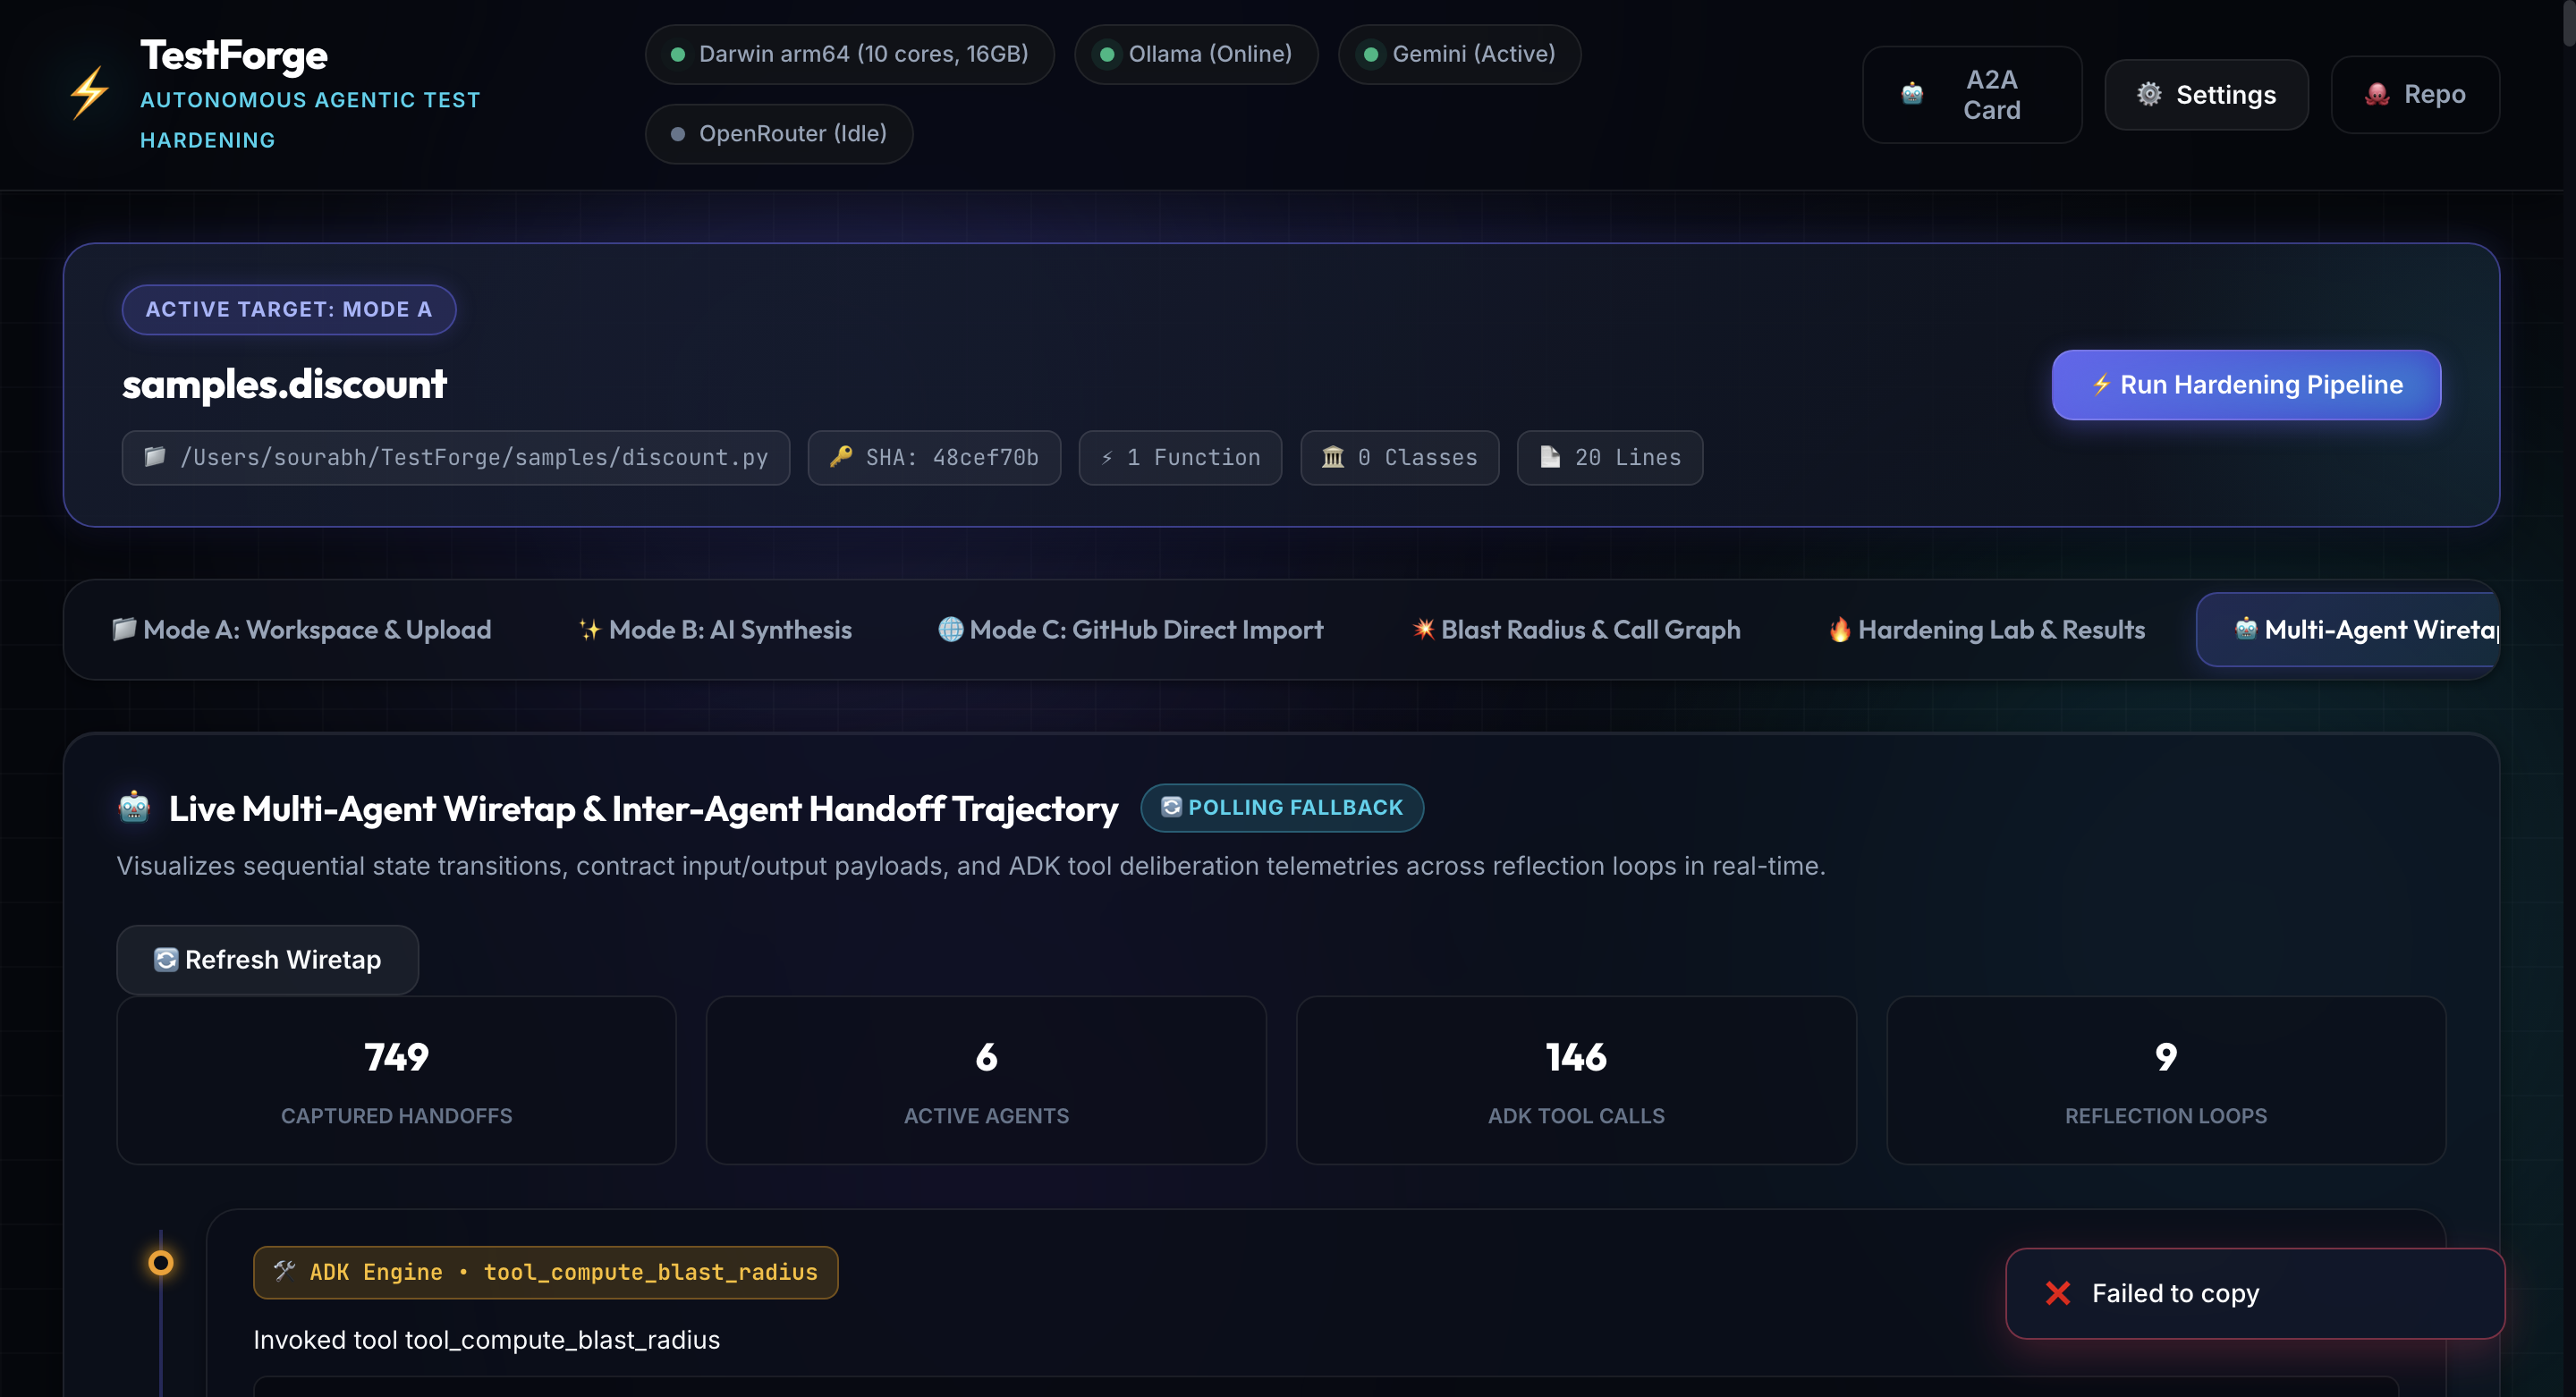 TestForge
AUTONOMOUS AGENTIC TEST
HARDENING
Darwin arm64 (10 cores, 16GB)
Ollama (Online)
Gemini (Active)
OpenRouter (Idle)
A2A
Card
Settings
Repo
ACTIVE TARGET: MODE A
samples.discount
/Users/sourabh/TestForge/samples/discount.py
SHA: 48cef70b
⚡ 1 Function
0 Classes
20 Lines
Run Hardening Pipeline
Mode A: Workspace & Upload
Mode B: AI Synthesis
Mode C: GitHub Direct Import
Blast Radius & Call Graph
Hardening Lab & Results
Multi-Agent Wiretap
Live Multi-Agent Wiretap & Inter-Agent Handoff Trajectory
POLLING FALLBACK
Visualizes sequential state transitions, contract input/output payloads, and ADK tool deliberation telemetries across reflection loops in real-time.
Refresh Wiretap
749
CAPTURED HANDOFFS
6
ACTIVE AGENTS
146
ADK TOOL CALLS
9
REFLECTION LOOPS
ADK Engine • tool_compute_blast_radius
Invoked tool tool_compute_blast_radius
Failed to copy